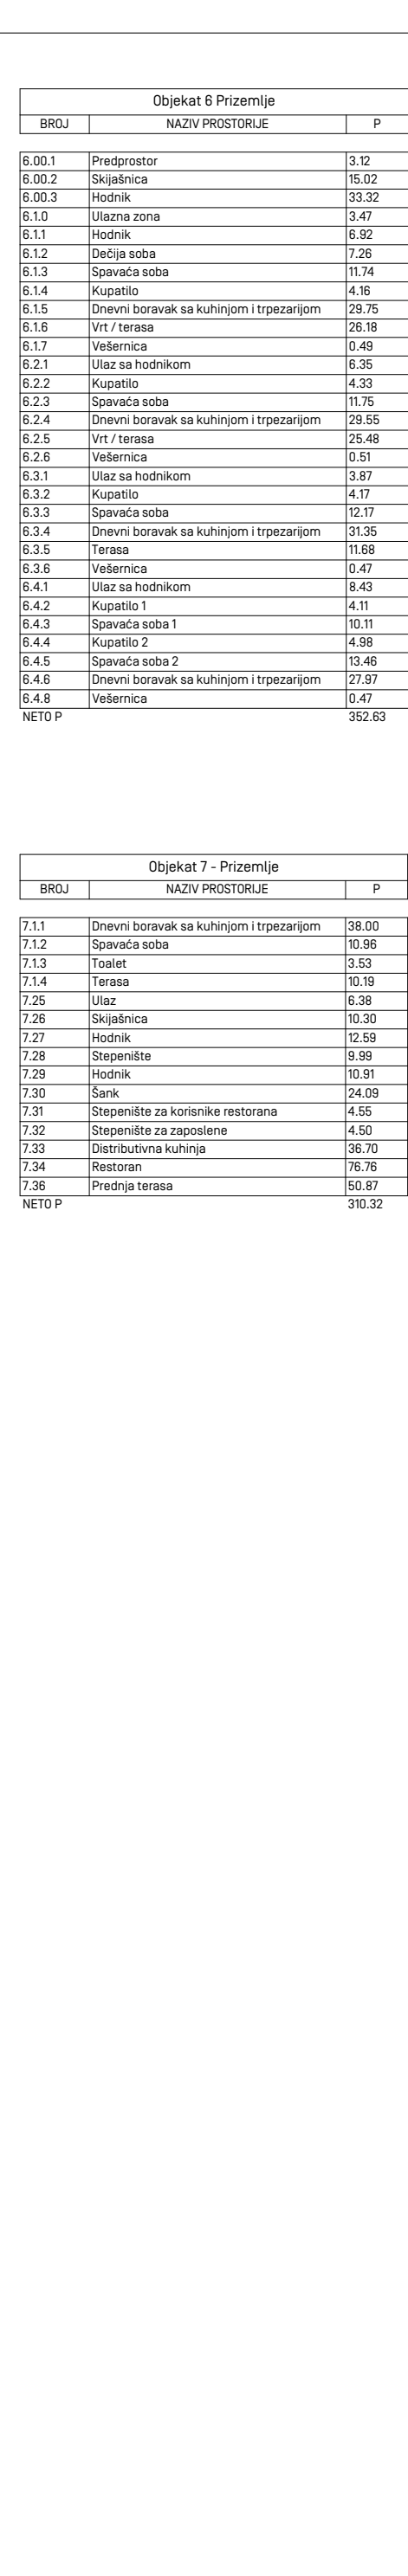 Objekat 6 Prizemlje
BROJ NAZIV PROSTORIJE P
6.00.1 Predprostor 3.12
6.00.2 Skijašnica 15.02
6.00.3 Hodnik 33.32
6.1.0 Ulazna zona 3.47
6.1.1 Hodnik 6.92
6.1.2 Dečija soba 7.26
6.1.3 Spavaća soba 11.74
6.1.4 Kupatilo 4.16
6.1.5 Dnevni boravak sa kuhinjom i trpezarijom 29.75
6.1.6 Vrt / terasa 26.18
6.1.7 Vešernica 0.49
6.2.1 Ulaz sa hodnikom 6.35
6.2.2 Kupatilo 4.33
6.2.3 Spavaća soba 11.75
6.2.4 Dnevni boravak sa kuhinjom i trpezarijom 29.55
6.2.5 Vrt / terasa 25.48
6.2.6 Vešernica 0.51
6.3.1 Ulaz sa hodnikom 3.87
6.3.2 Kupatilo 4.17
6.3.3 Spavaća soba 12.17
6.3.4 Dnevni boravak sa kuhinjom i trpezarijom 31.35
6.3.5 Terasa 11.68
6.3.6 Vešernica 0.47
6.4.1 Ulaz sa hodnikom 8.43
6.4.2 Kupatilo 1 4.11
6.4.3 Spavaća soba 1 10.11
6.4.4 Kupatilo 2 4.98
6.4.5 Spavaća soba 2 13.46
6.4.6 Dnevni boravak sa kuhinjom i trpezarijom 27.97
6.4.8 Vešernica 0.47
NETO P 352.63
Objekat 7 - Prizemlje
BROJ NAZIV PROSTORIJE P
7.1.1 Dnevni boravak sa kuhinjom i trpezarijom 38.00
7.1.2 Spavaća soba 10.96
7.1.3 Toalet 3.53
7.1.4 Terasa 10.19
7.25 Ulaz 6.38
7.26 Skijašnica 10.30
7.27 Hodnik 12.59
7.28 Stepenište 9.99
7.29 Hodnik 10.91
7.30 Šank 24.09
7.31 Stepenište za korisnike restorana 4.55
7.32 Stepenište za zaposlene 4.50
7.33 Distributivna kuhinja 36.70
7.34 Restoran 76.76
7.36 Prednja terasa 50.87
NETO P 310.32